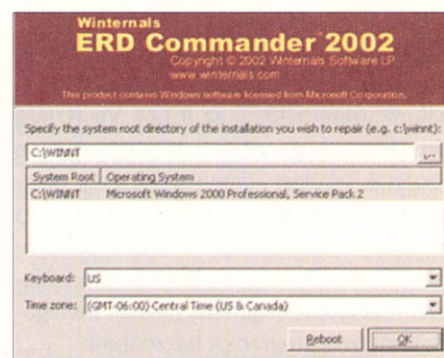 Winternals
ERD Commander 2002
Copyright © 2002 Winternals Software LP
www.winternals.com
This product contains Windows software licensed from Microsoft Corporation.
Specify the system root directory of the installation you wish to repair (e.g. c:\winnt):
C:\WINNT
...
System Root Operating System
C:\WINNT Microsoft Windows 2000 Professional, Service Pack 2
Keyboard: US
Time zone: (GMT-06:00) Central Time (US & Canada)
Reboot OK